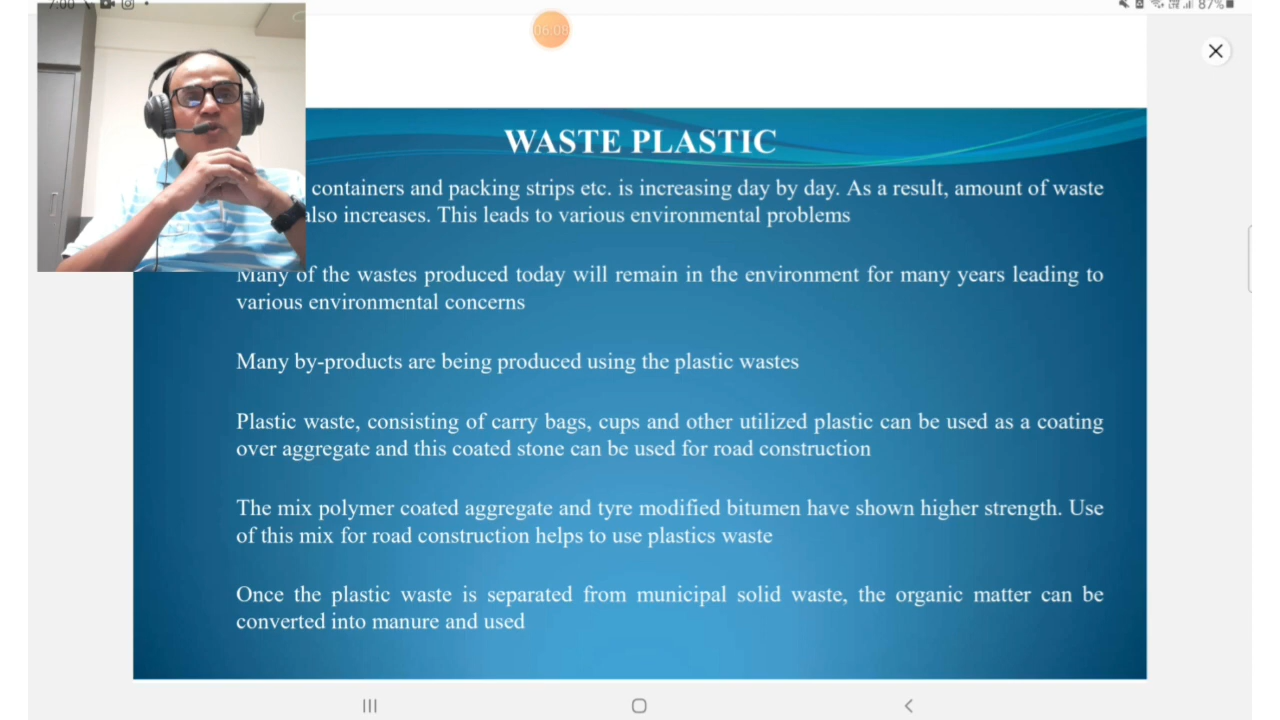 7:00
87%
06:08
WASTE PLASTIC
containers and packing strips etc. is increasing day by day. As a result, amount of waste
also increases. This leads to various environmental problems
Many of the wastes produced today will remain in the environment for many years leading to
various environmental concerns
Many by-products are being produced using the plastic wastes
Plastic waste, consisting of carry bags, cups and other utilized plastic can be used as a coating
over aggregate and this coated stone can be used for road construction
The mix polymer coated aggregate and tyre modified bitumen have shown higher strength. Use
of this mix for road construction helps to use plastics waste
Once the plastic waste is separated from municipal solid waste, the organic matter can be
converted into manure and used